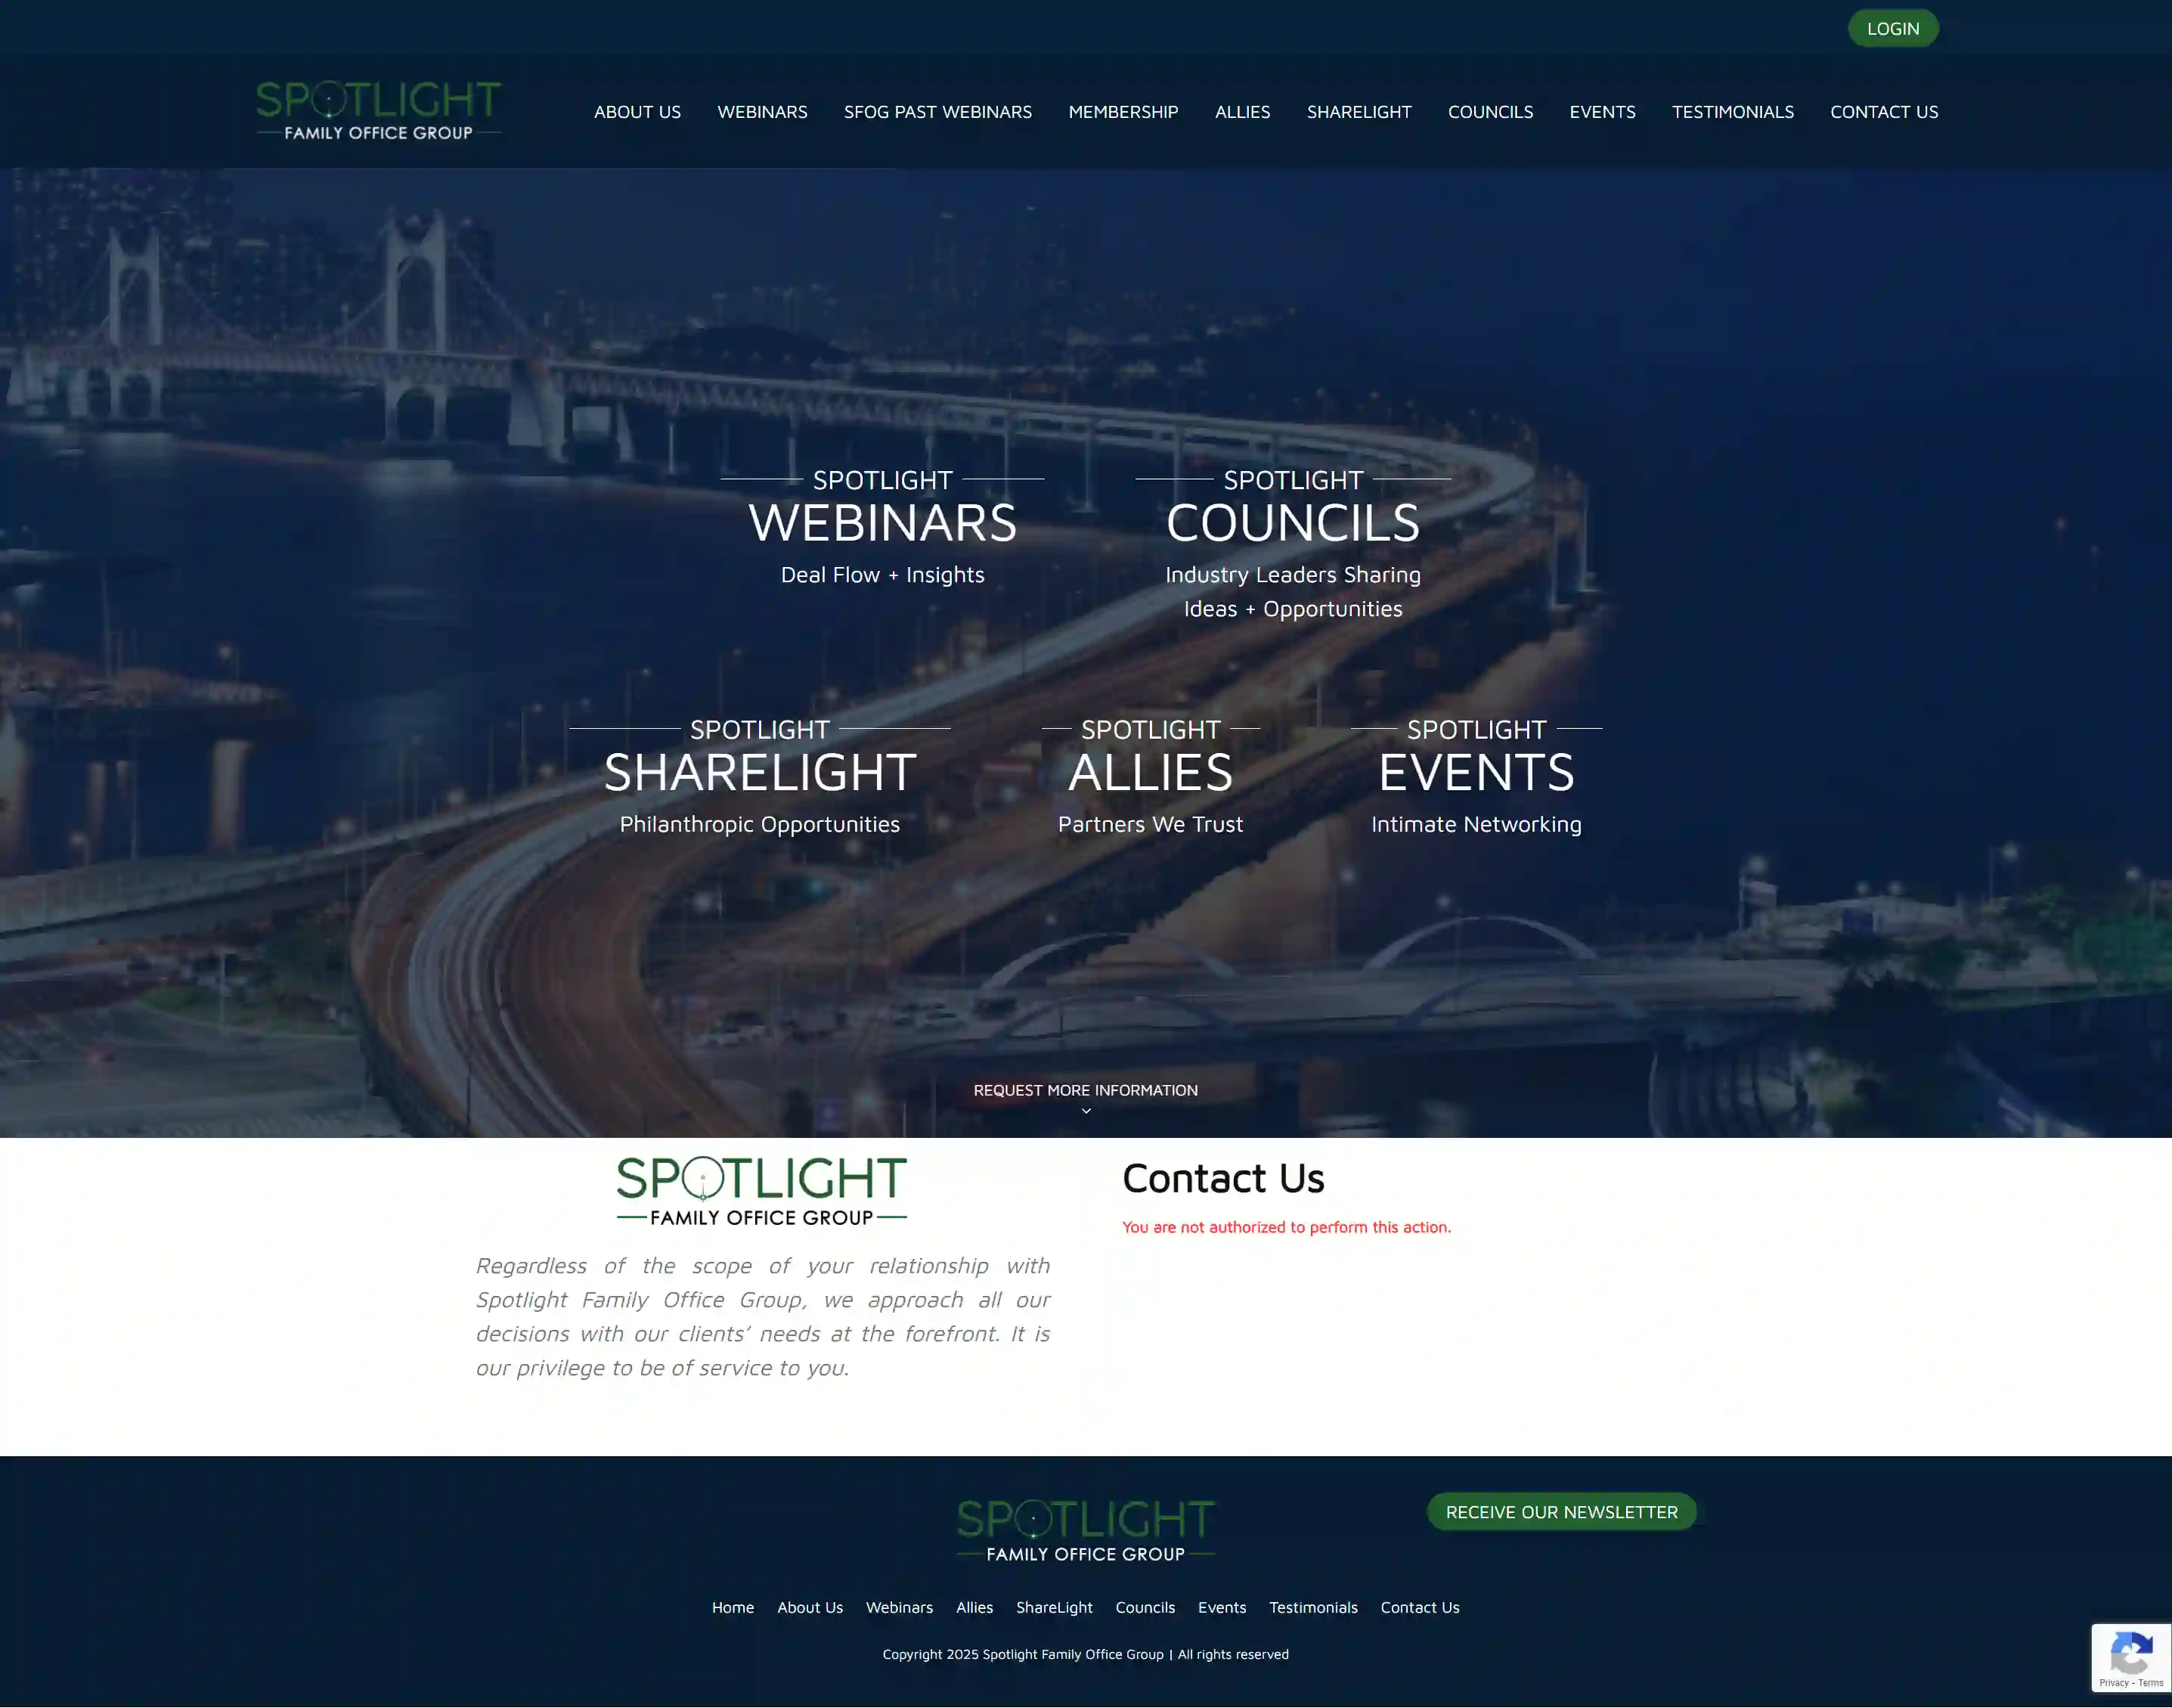 LOGIN
SPOTLIGHT
FAMILY OFFICE GROUP
ABOUT US WEBINARS SFOG PAST WEBINARS MEMBERSHIP ALLIES SHARELIGHT COUNCILS EVENTS TESTIMONIALS CONTACT US
SPOTLIGHT
WEBINARS
Deal Flow + Insights
SPOTLIGHT
COUNCILS
Industry Leaders Sharing
Ideas + Opportunities
SPOTLIGHT
SHARELIGHT
Philanthropic Opportunities
SPOTLIGHT
ALLIES
Partners We Trust
SPOTLIGHT
EVENTS
Intimate Networking
REQUEST MORE INFORMATION
SPOTLIGHT
FAMILY OFFICE GROUP
Regardless of the scope of your relationship with
Spotlight Family Office Group, we approach all our
decisions with our clients’ needs at the forefront. It is
our privilege to be of service to you.
Contact Us
You are not authorized to perform this action.
SPOTLIGHT
FAMILY OFFICE GROUP
RECEIVE OUR NEWSLETTER
Home About Us Webinars Allies ShareLight Councils Events Testimonials Contact Us
Copyright 2025 Spotlight Family Office Group | All rights reserved
Privacy - Terms